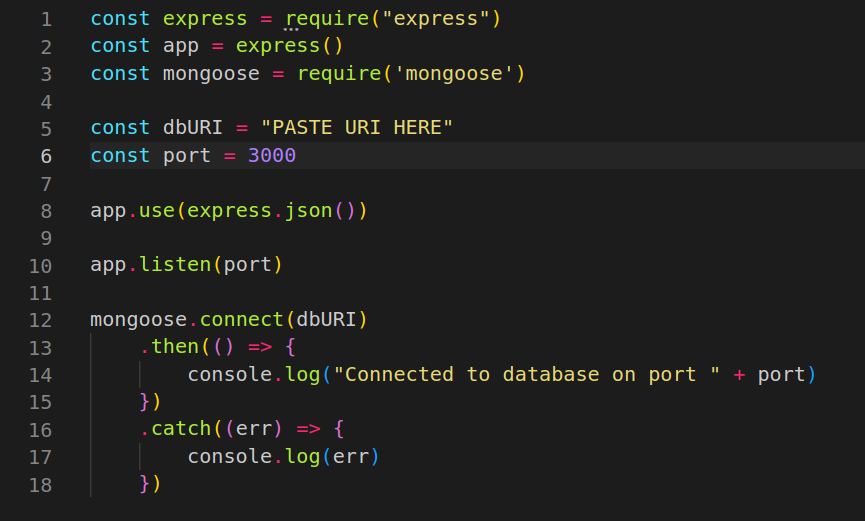 1 const express = require("express")
2 const app = express()
3 const mongoose = require('mongoose')
4
5 const dbURI = "PASTE URI HERE"
6 const port = 3000
7
8 app.use(express.json())
9
10 app.listen(port)
11
12 mongoose.connect(dbURI)
13     .then(() => {
14         console.log("Connected to database on port " + port)
15     })
16     .catch((err) => {
17         console.log(err)
18     })